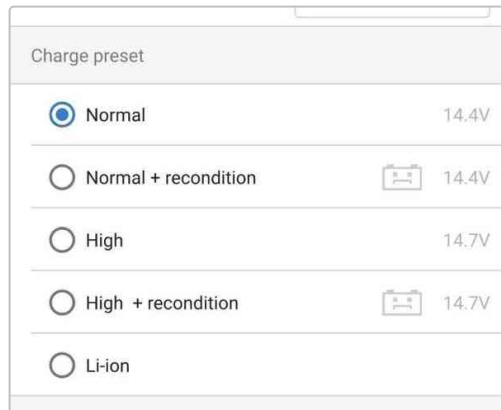 Charge preset
Normal 14.4V
Normal + recondition 14.4V
High 14.7V
High + recondition 14.7V
Li-ion